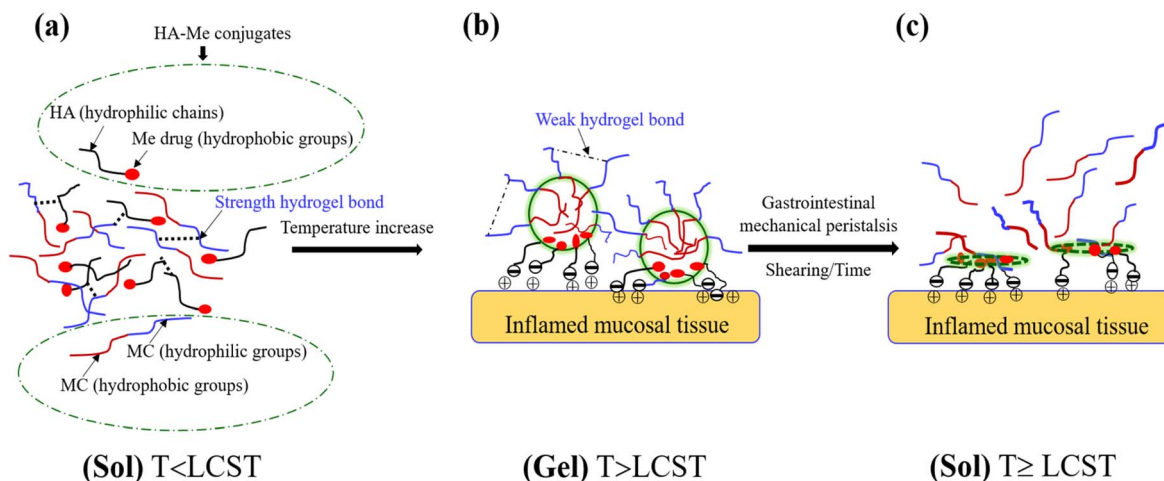 (a)
HA-Me conjugates
HA (hydrophilic chains)
Me drug (hydrophobic groups)
Strength hydrogel bond
Temperature increase
MC (hydrophilic groups)
MC (hydrophobic groups)
(Sol) T<LCST
(b)
Weak hydrogel bond
Inflamed mucosal tissue
(Gel) T>LCST
Gastrointestinal
mechanical peristalsis
Shearing/Time
(c)
Inflamed mucosal tissue
(Sol) T≥ LCST